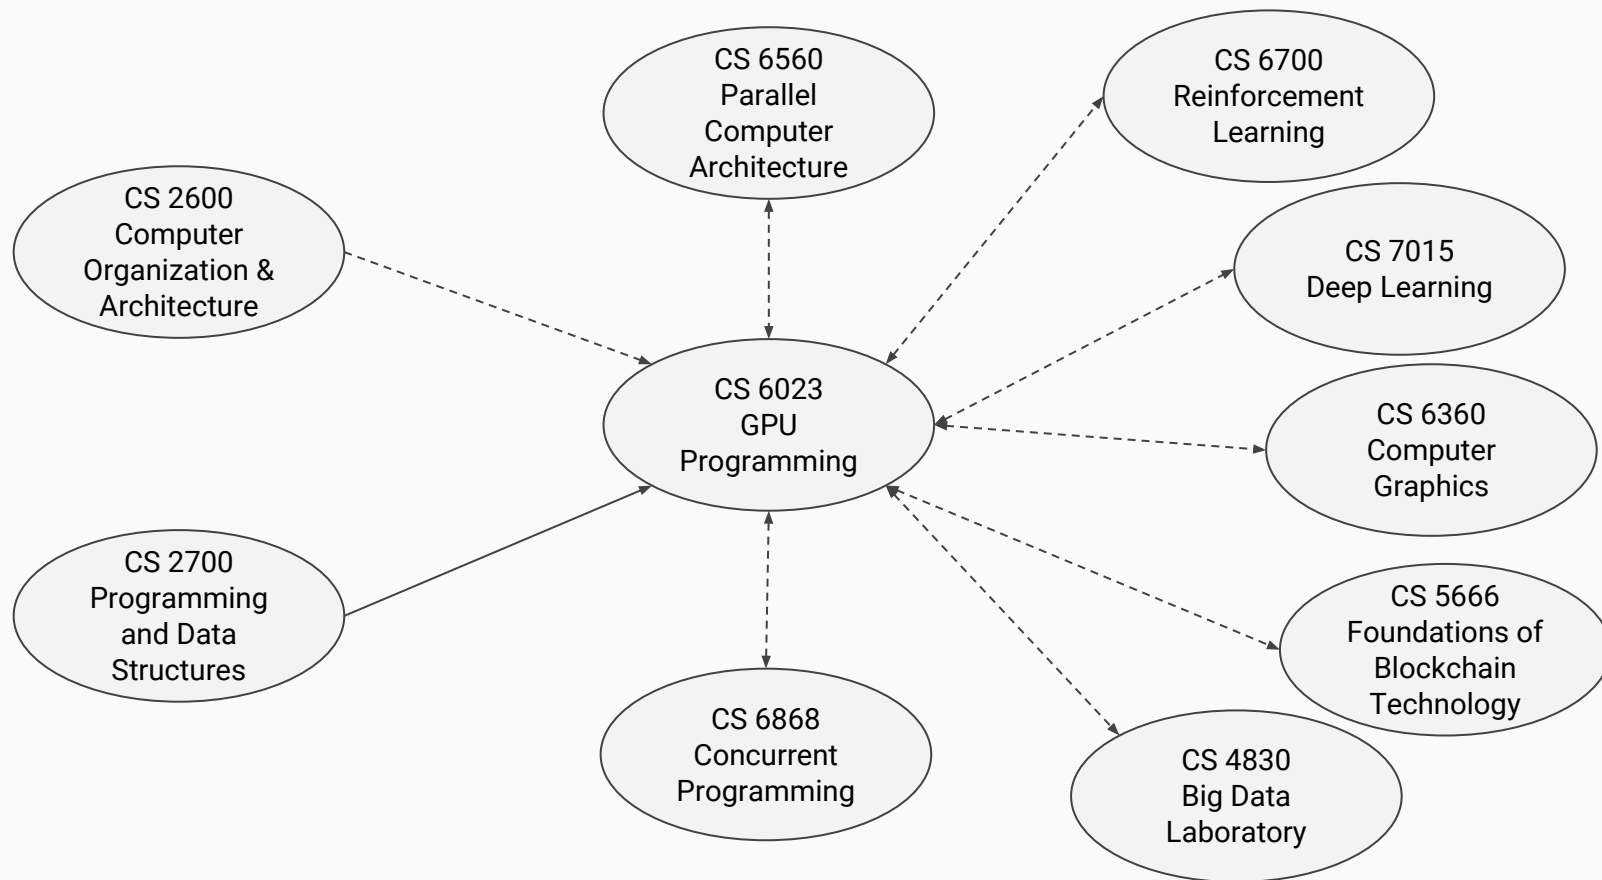 CS 6560
Parallel
Computer
Architecture
CS 6700
Reinforcement
Learning
CS 2600
Computer
Organization &
Architecture
CS 7015
Deep Learning
CS 6023
GPU
Programming
CS 6360
Computer
Graphics
CS 2700
Programming
and Data
Structures
CS 5666
Foundations of
Blockchain
Technology
CS 6868
Concurrent
Programming
CS 4830
Big Data
Laboratory